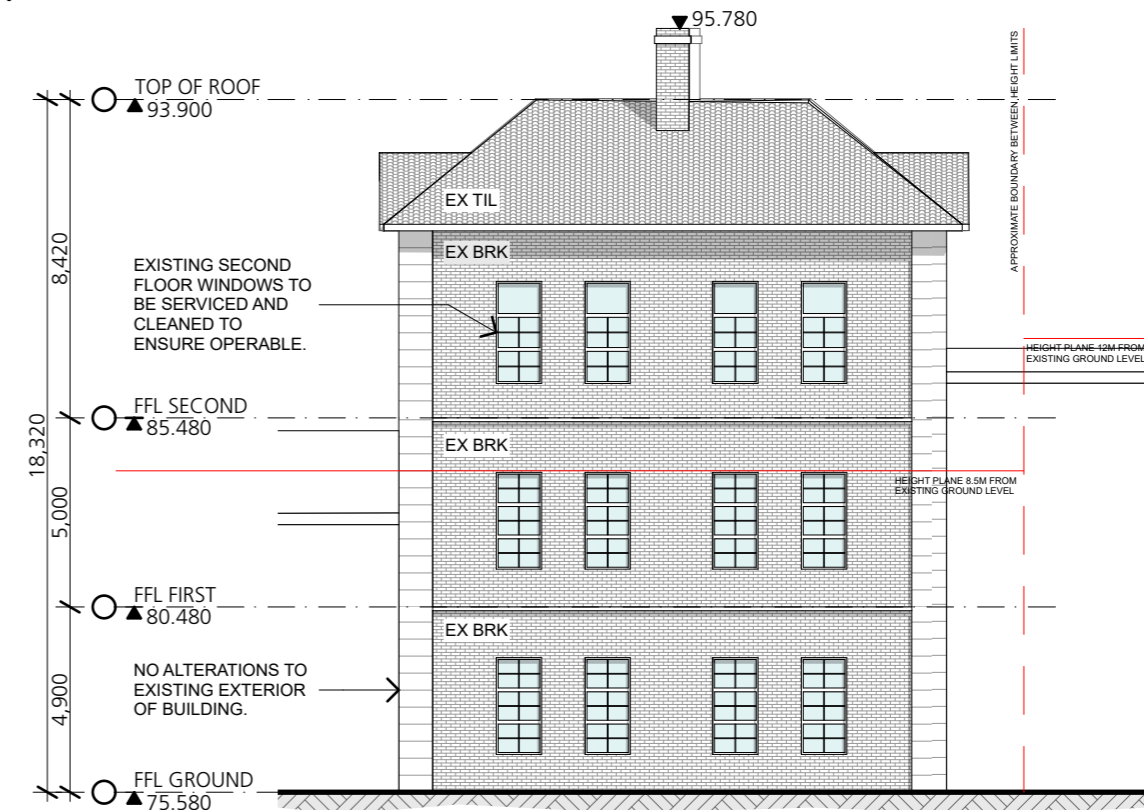 95.780
TOP OF ROOF
93.900
APPROXIMATE BOUNDARY BETWEEN HEIGHT LIMITS
EX TIL
EX BRK
8,420
EXISTING SECOND
FLOOR WINDOWS TO
BE SERVICED AND
CLEANED TO
ENSURE OPERABLE.
HEIGHT PLANE 12M FROM
EXISTING GROUND LEVEL
FFL SECOND
85.480
18,320
EX BRK
HEIGHT PLANE 8.5M FROM
EXISTING GROUND LEVEL
5,000
FFL FIRST
80.480
EX BRK
NO ALTERATIONS TO
EXISTING EXTERIOR
OF BUILDING.
4,900
FFL GROUND
75.580